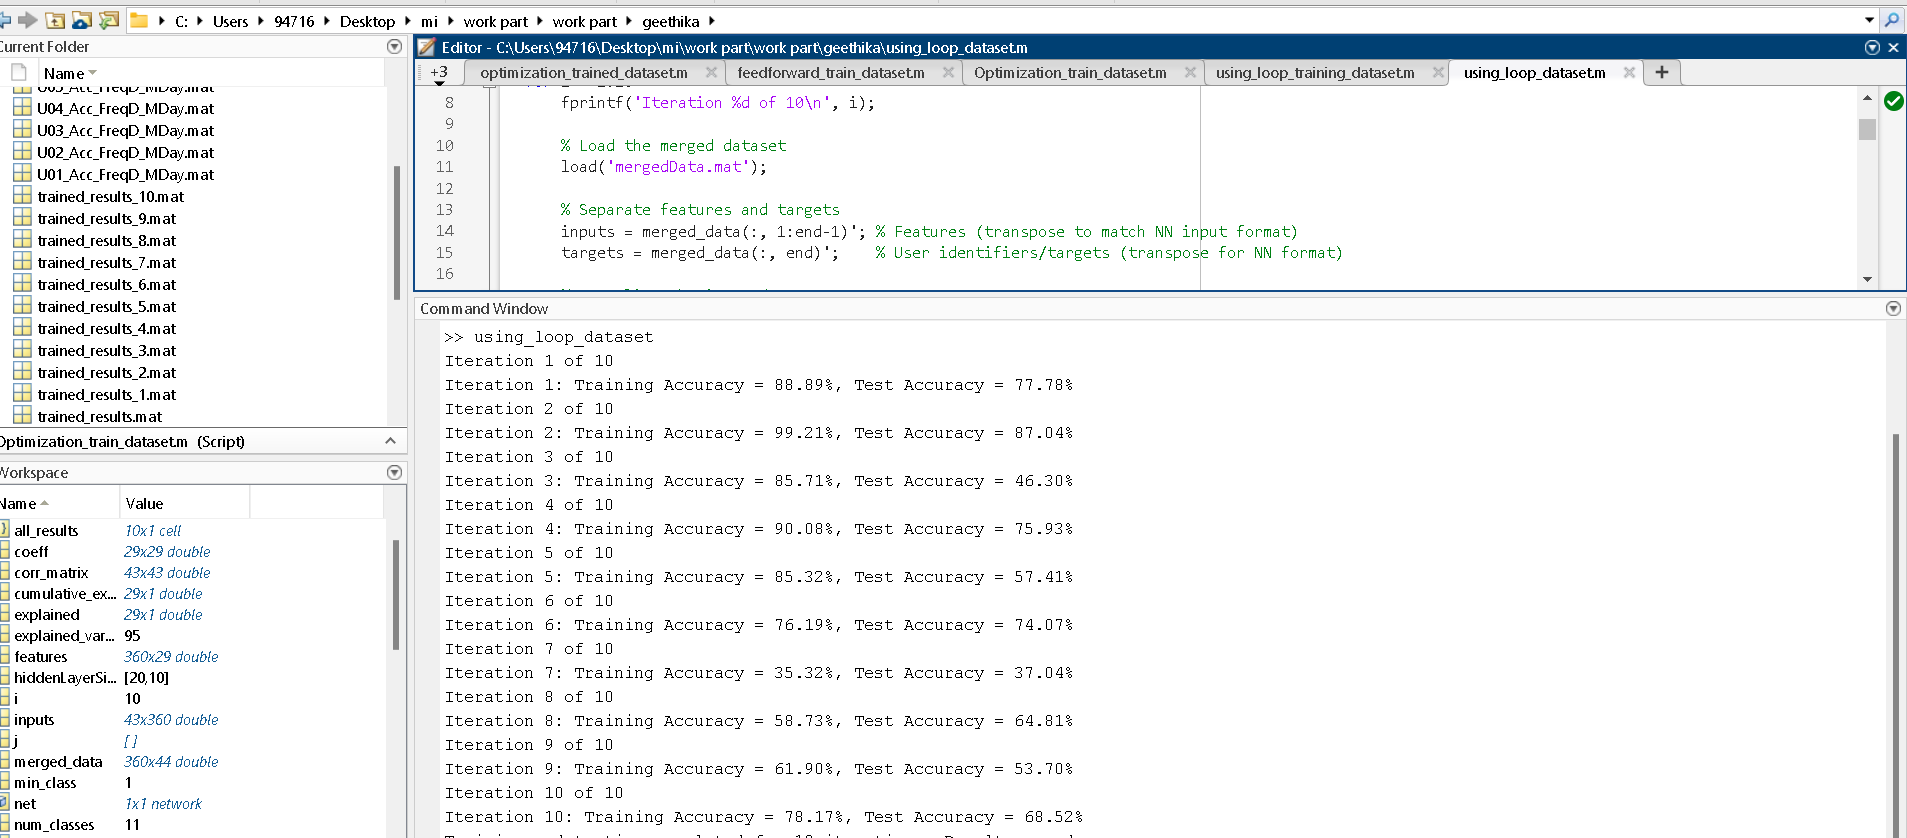 C: Users 94716 Desktop mi work part work part geethika
Current Folder
Name
U05_Acc_FreqD_MDay.mat
U04_Acc_FreqD_MDay.mat
U03_Acc_FreqD_MDay.mat
U02_Acc_FreqD_MDay.mat
U01_Acc_FreqD_MDay.mat
trained_results_10.mat
trained_results_9.mat
trained_results_8.mat
trained_results_7.mat
trained_results_6.mat
trained_results_5.mat
trained_results_4.mat
trained_results_3.mat
trained_results_2.mat
trained_results_1.mat
trained_results.mat
Optimization_train_dataset.m (Script)
Workspace
Name Value
all_results 10x1 cell
coeff 29x29 double
corr_matrix 43x43 double
cumulative_ex... 29x1 double
explained 29x1 double
explained_var... 95
features 360x29 double
hiddenLayerSi... [20,10]
i 10
inputs 43x360 double
j []
merged_data 360x44 double
min_class 1
net 1x1 network
num_classes 11
Editor - C:\Users\94716\Desktop\mi\work part\work part\geethika\using_loop_dataset.m
+3 optimization_trained_dataset.m feedforward_train_dataset.m Optimization_train_dataset.m using_loop_training_dataset.m using_loop_dataset.m +
8 fprintf('Iteration %d of 10\n', i);
9
10 % Load the merged dataset
11 load('mergedData.mat');
12
13 % Separate features and targets
14 inputs = merged_data(:, 1:end-1)'; % Features (transpose to match NN input format)
15 targets = merged_data(:, end)'; % User identifiers/targets (transpose for NN format)
16
Command Window
>> using_loop_dataset
Iteration 1 of 10
Iteration 1: Training Accuracy = 88.89%, Test Accuracy = 77.78%
Iteration 2 of 10
Iteration 2: Training Accuracy = 99.21%, Test Accuracy = 87.04%
Iteration 3 of 10
Iteration 3: Training Accuracy = 85.71%, Test Accuracy = 46.30%
Iteration 4 of 10
Iteration 4: Training Accuracy = 90.08%, Test Accuracy = 75.93%
Iteration 5 of 10
Iteration 5: Training Accuracy = 85.32%, Test Accuracy = 57.41%
Iteration 6 of 10
Iteration 6: Training Accuracy = 76.19%, Test Accuracy = 74.07%
Iteration 7 of 10
Iteration 7: Training Accuracy = 35.32%, Test Accuracy = 37.04%
Iteration 8 of 10
Iteration 8: Training Accuracy = 58.73%, Test Accuracy = 64.81%
Iteration 9 of 10
Iteration 9: Training Accuracy = 61.90%, Test Accuracy = 53.70%
Iteration 10 of 10
Iteration 10: Training Accuracy = 78.17%, Test Accuracy = 68.52%